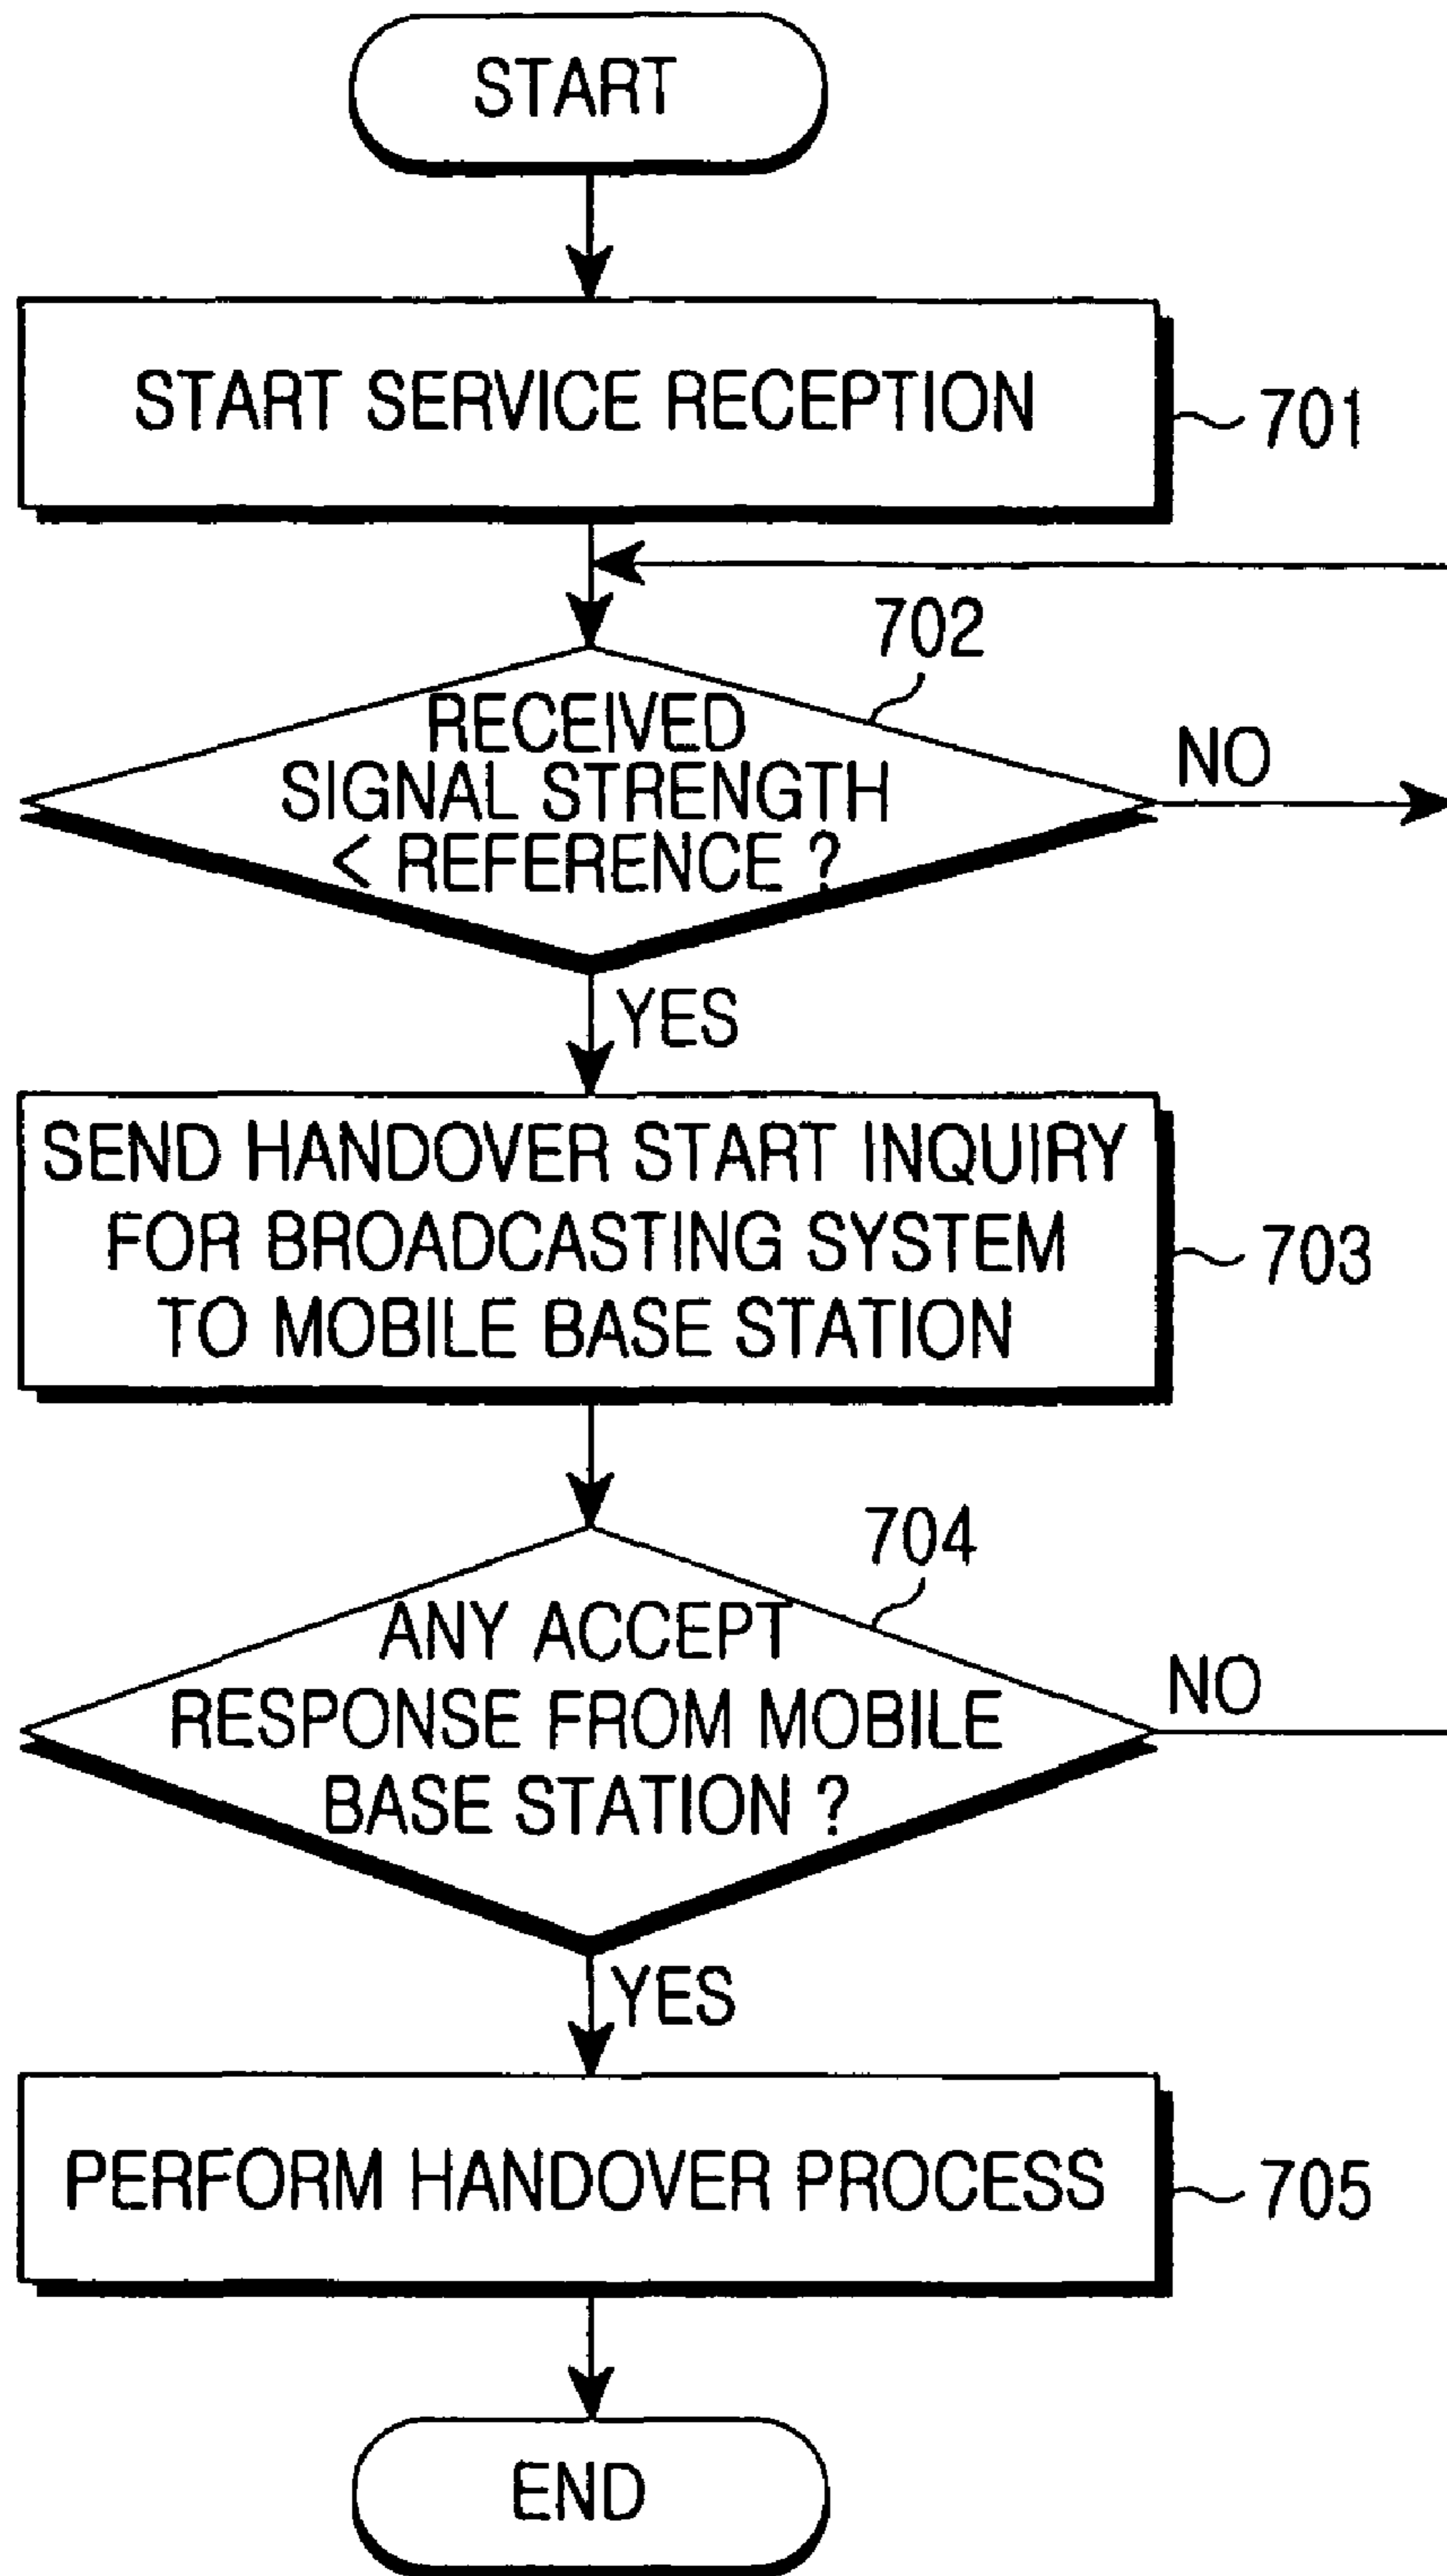 START
START SERVICE RECEPTION
701
702
RECEIVED
SIGNAL STRENGTH
< REFERENCE ?
NO
YES
SEND HANDOVER START INQUIRY
FOR BROADCASTING SYSTEM
TO MOBILE BASE STATION
703
704
ANY ACCEPT
RESPONSE FROM MOBILE
BASE STATION ?
NO
YES
PERFORM HANDOVER PROCESS
705
END